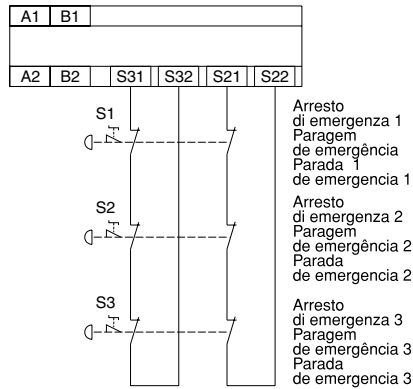 A1 B1
A2 B2 S31 S32 S21 S22
S1
Arresto
di emergenza 1
Paragem
de emergência
Parada 1
de emergencia 1
S2
Arresto
di emergenza 2
Paragem
de emergência 2
Parada
de emergencia 2
S3
Arresto
di emergenza 3
Paragem
de emergência 3
Parada
de emergencia 3